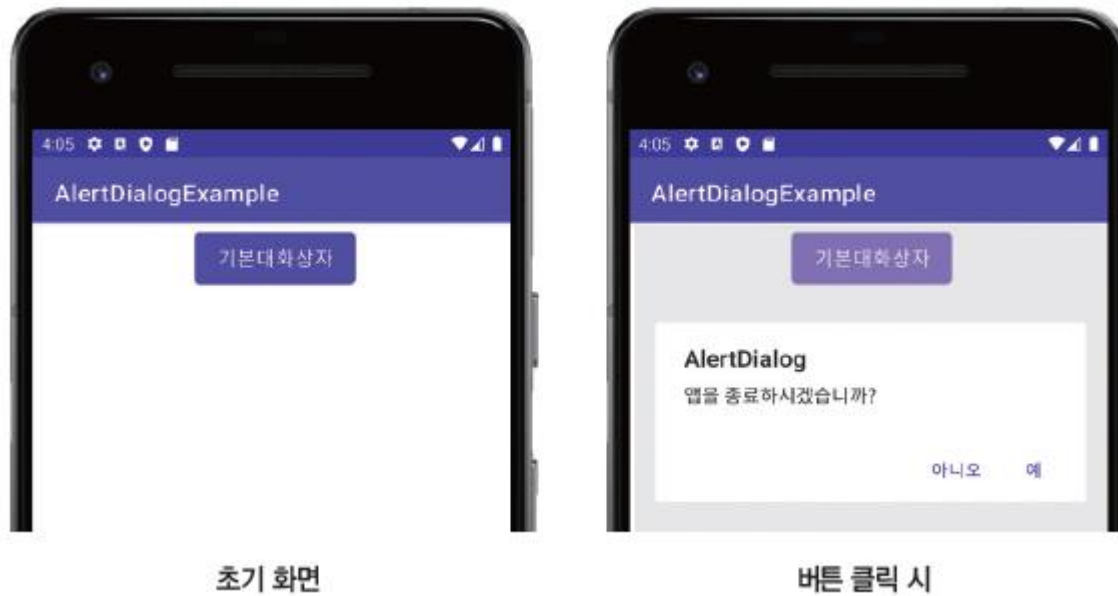 4:05
AlertDialogExample
기본대화상자
초기 화면
4:05
AlertDialogExample
기본대화상자
AlertDialog
앱을 종료하시겠습니까?
아니오 예
버튼 클릭 시